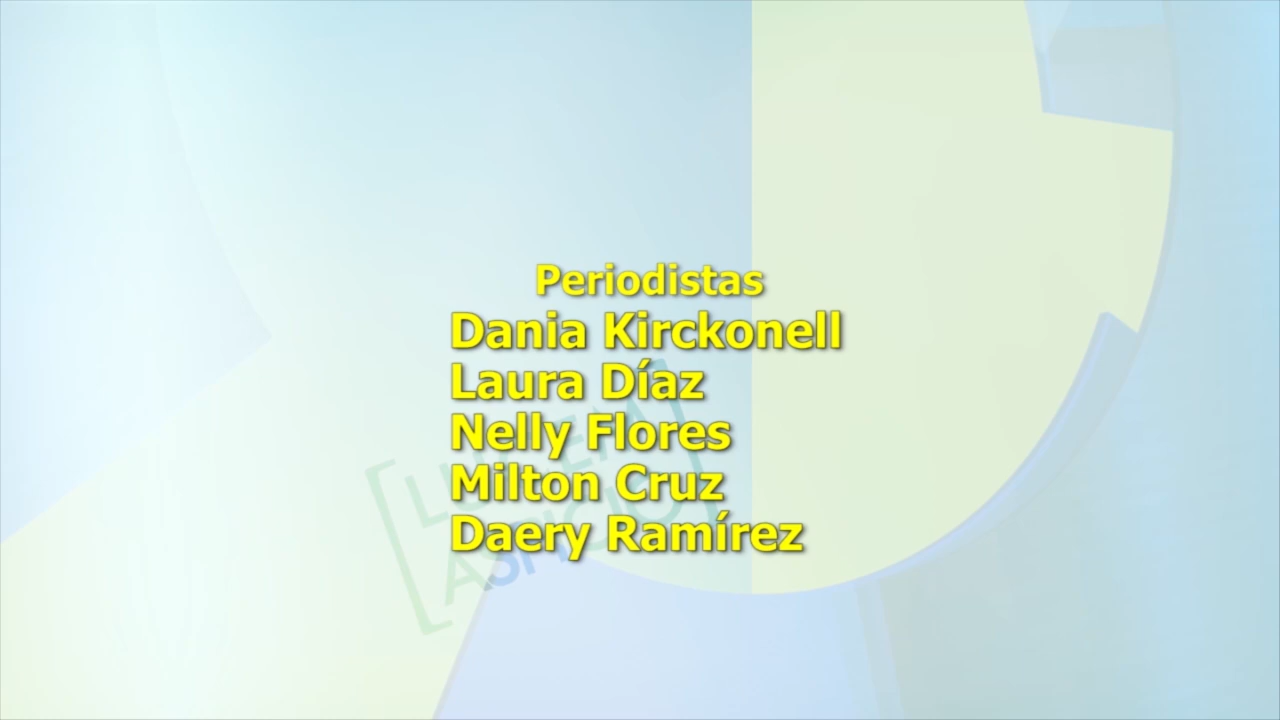 Periodistas
Dania Kirckonell
Laura Díaz
Nelly Flores
Milton Cruz
Daery Ramírez